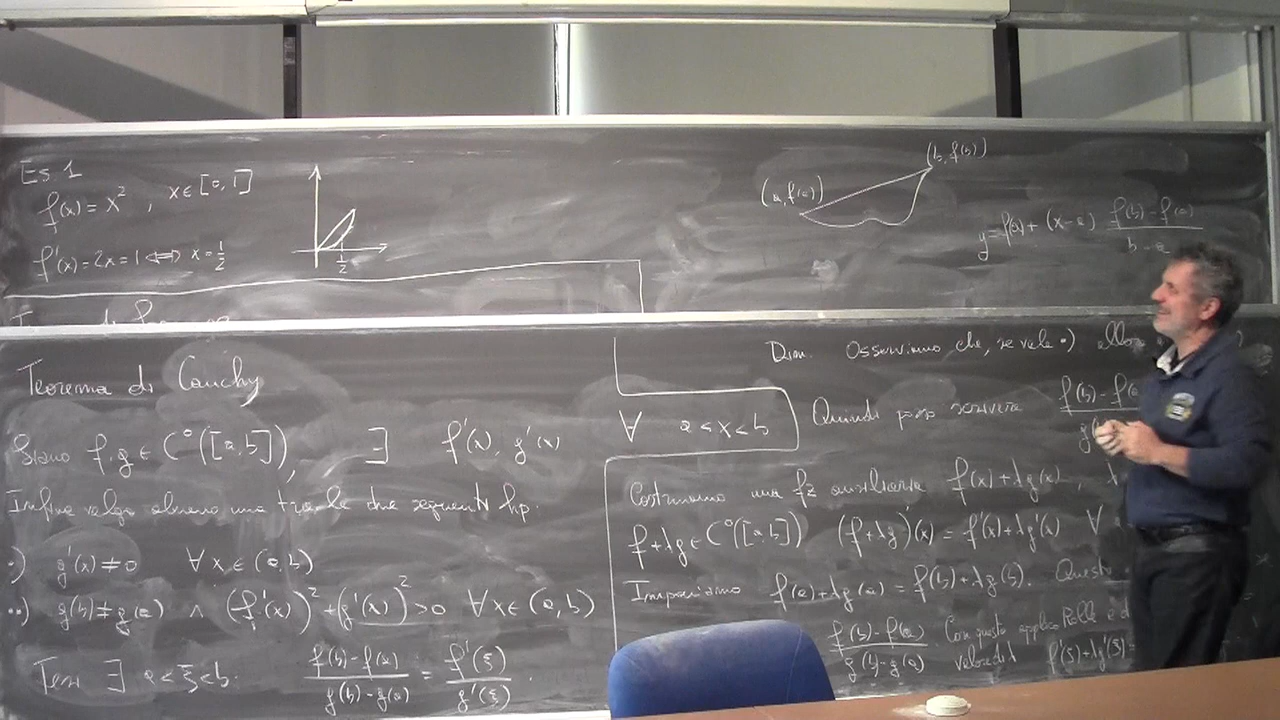 Es. 1
f(x) = x² , x ∈ [0, 1]
f'(x) = 2x = 1 ⇔ x = 1/2
1/2
(a, f(a))
(b, f(b))
y = f(a) + (x - a) (f(b) - f(a))/(b - a)
Teorema di Cauchy
Siano f, g ∈ C°([a, b]), ∃ f'(x), g'(x) ∀ a < x < b
Infine valga almeno una tra le due seguenti hp.
•) g'(x) ≠ 0 ∀ x ∈ (a, b)
••) g(b) ≠ g(a) ∧ (f'(x))² + (g'(x))² > 0 ∀ x ∈ (a, b)
Tesi ∃ a < ξ < b: (f(b) - f(a))/(g(b) - g(a)) = f'(ξ)/g'(ξ).
Dim. Osserviamo che, se vale •) allora
Quindi posso scrivere f(b) - f(a
Costruiamo una fz ausiliaria f(x) + λg(x),
f + λg ∈ C°([a, b]) (f + λg)'(x) = f'(x) + λg'(x) ∀
Imponiamo f(a) + λg(a) = f(b) + λg(b). Questo
(f(b) - f(a))/(g(b) - g(a)) Con questo applico Rolle e
f'(ξ) + λg'(ξ) =